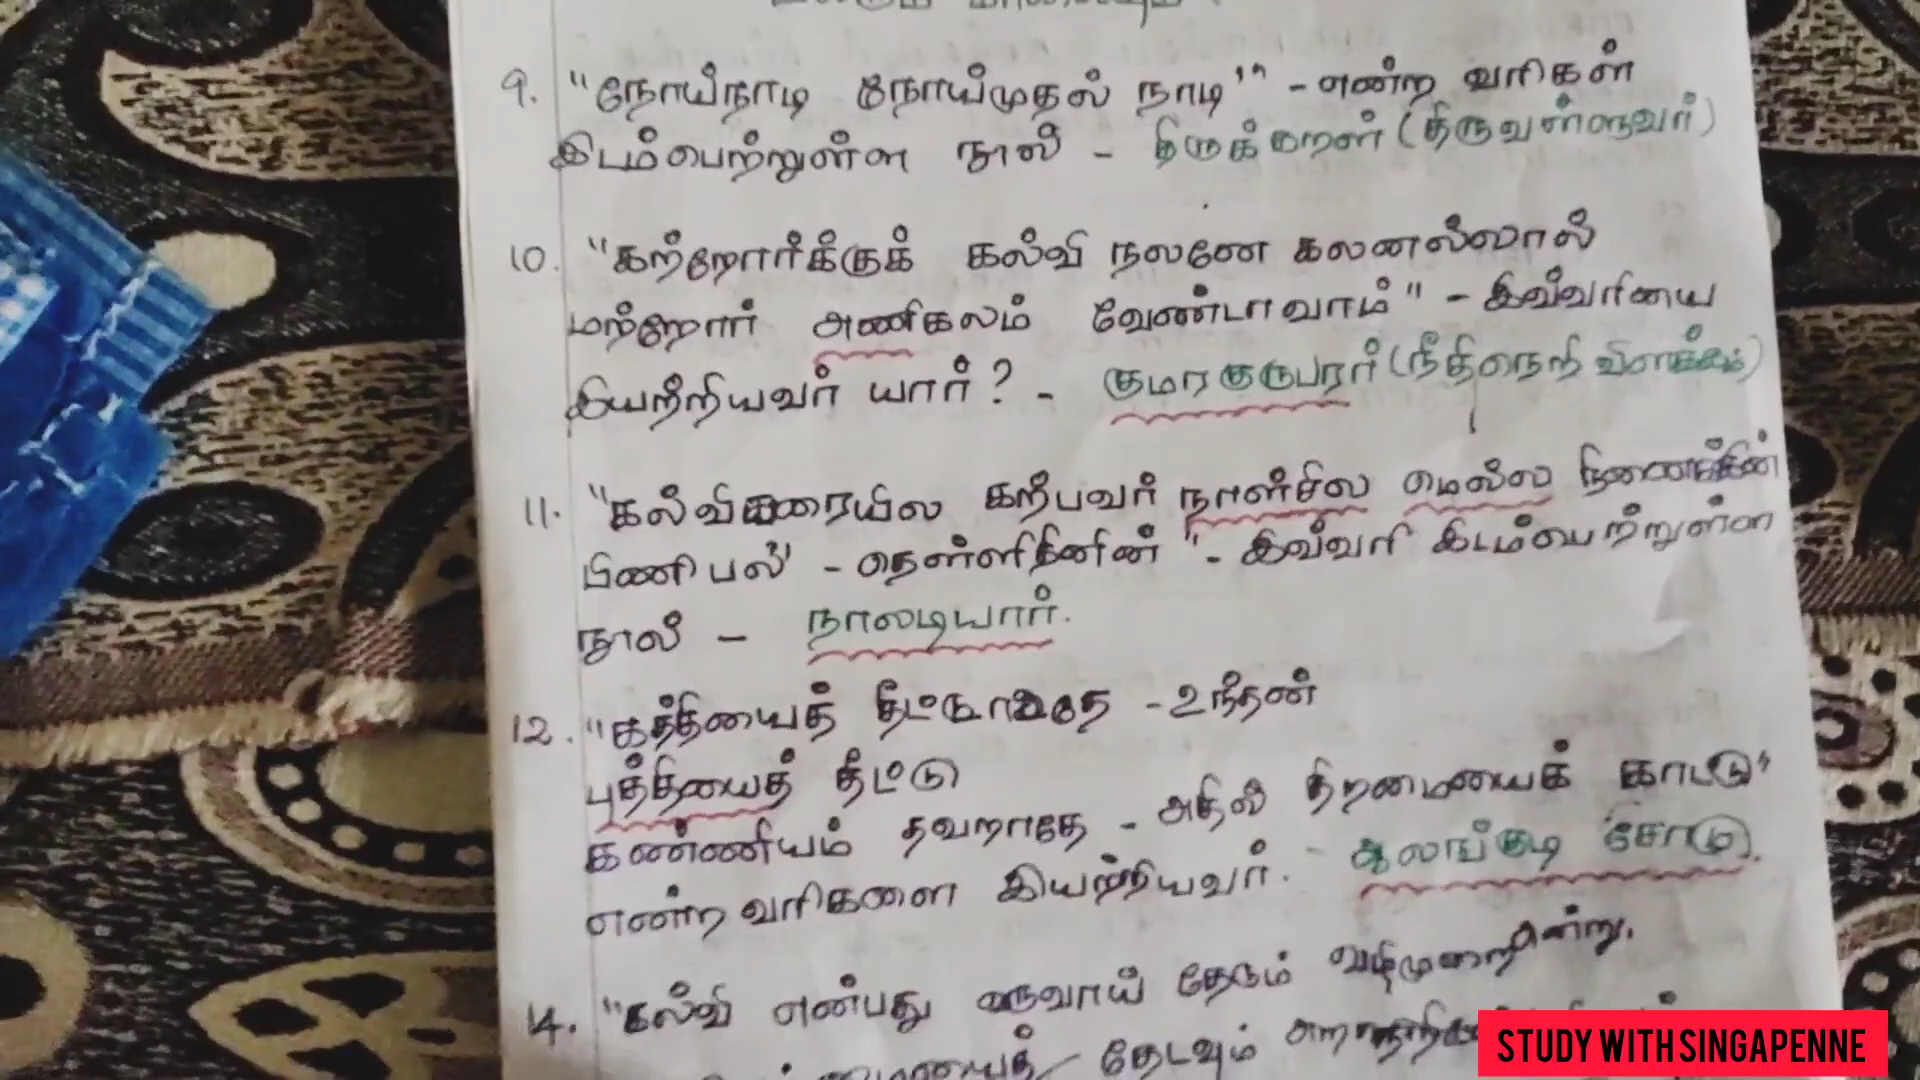 9. "நோய்நாடி நோய்முதல் நாடி" - என்ற வரிகள்
இடம்பெற்றுள்ள நூல் - திருக்குறள் (திருவள்ளுவர்)
10. "கற்றோர்க்குக் கல்வி நலனே கலனல்லால்
மற்றோர் அணிகலம் வேண்டாவாம்" - இவ்வரியை
இயற்றியவர் யார்? - குமரகுருபரர் (நீதிநெறி விளக்கம்)
11. "கல்விகரையில கற்பவர் நாள்சில மெல்ல நினைக்கின்
பிணிபல" - தெள்ளிதினின்" - இவ்வரி இடம்பெற்றுள்ள
நூல் - நாலடியார்.
12. "கத்தியைத் தீட்டாதே - உந்தன்
புத்தியைத் தீட்டு
கண்ணியம் தவறாதே - அதில் திறமையைக் காட்டு"
என்ற வரிகளை இயற்றியவர். - ஆலங்குடி சோமு.
14. "கல்வி என்பது வருவாய் தேடும் வழிமுறைன்று.
தேடவும்
STUDY WITH SINGAPENNE